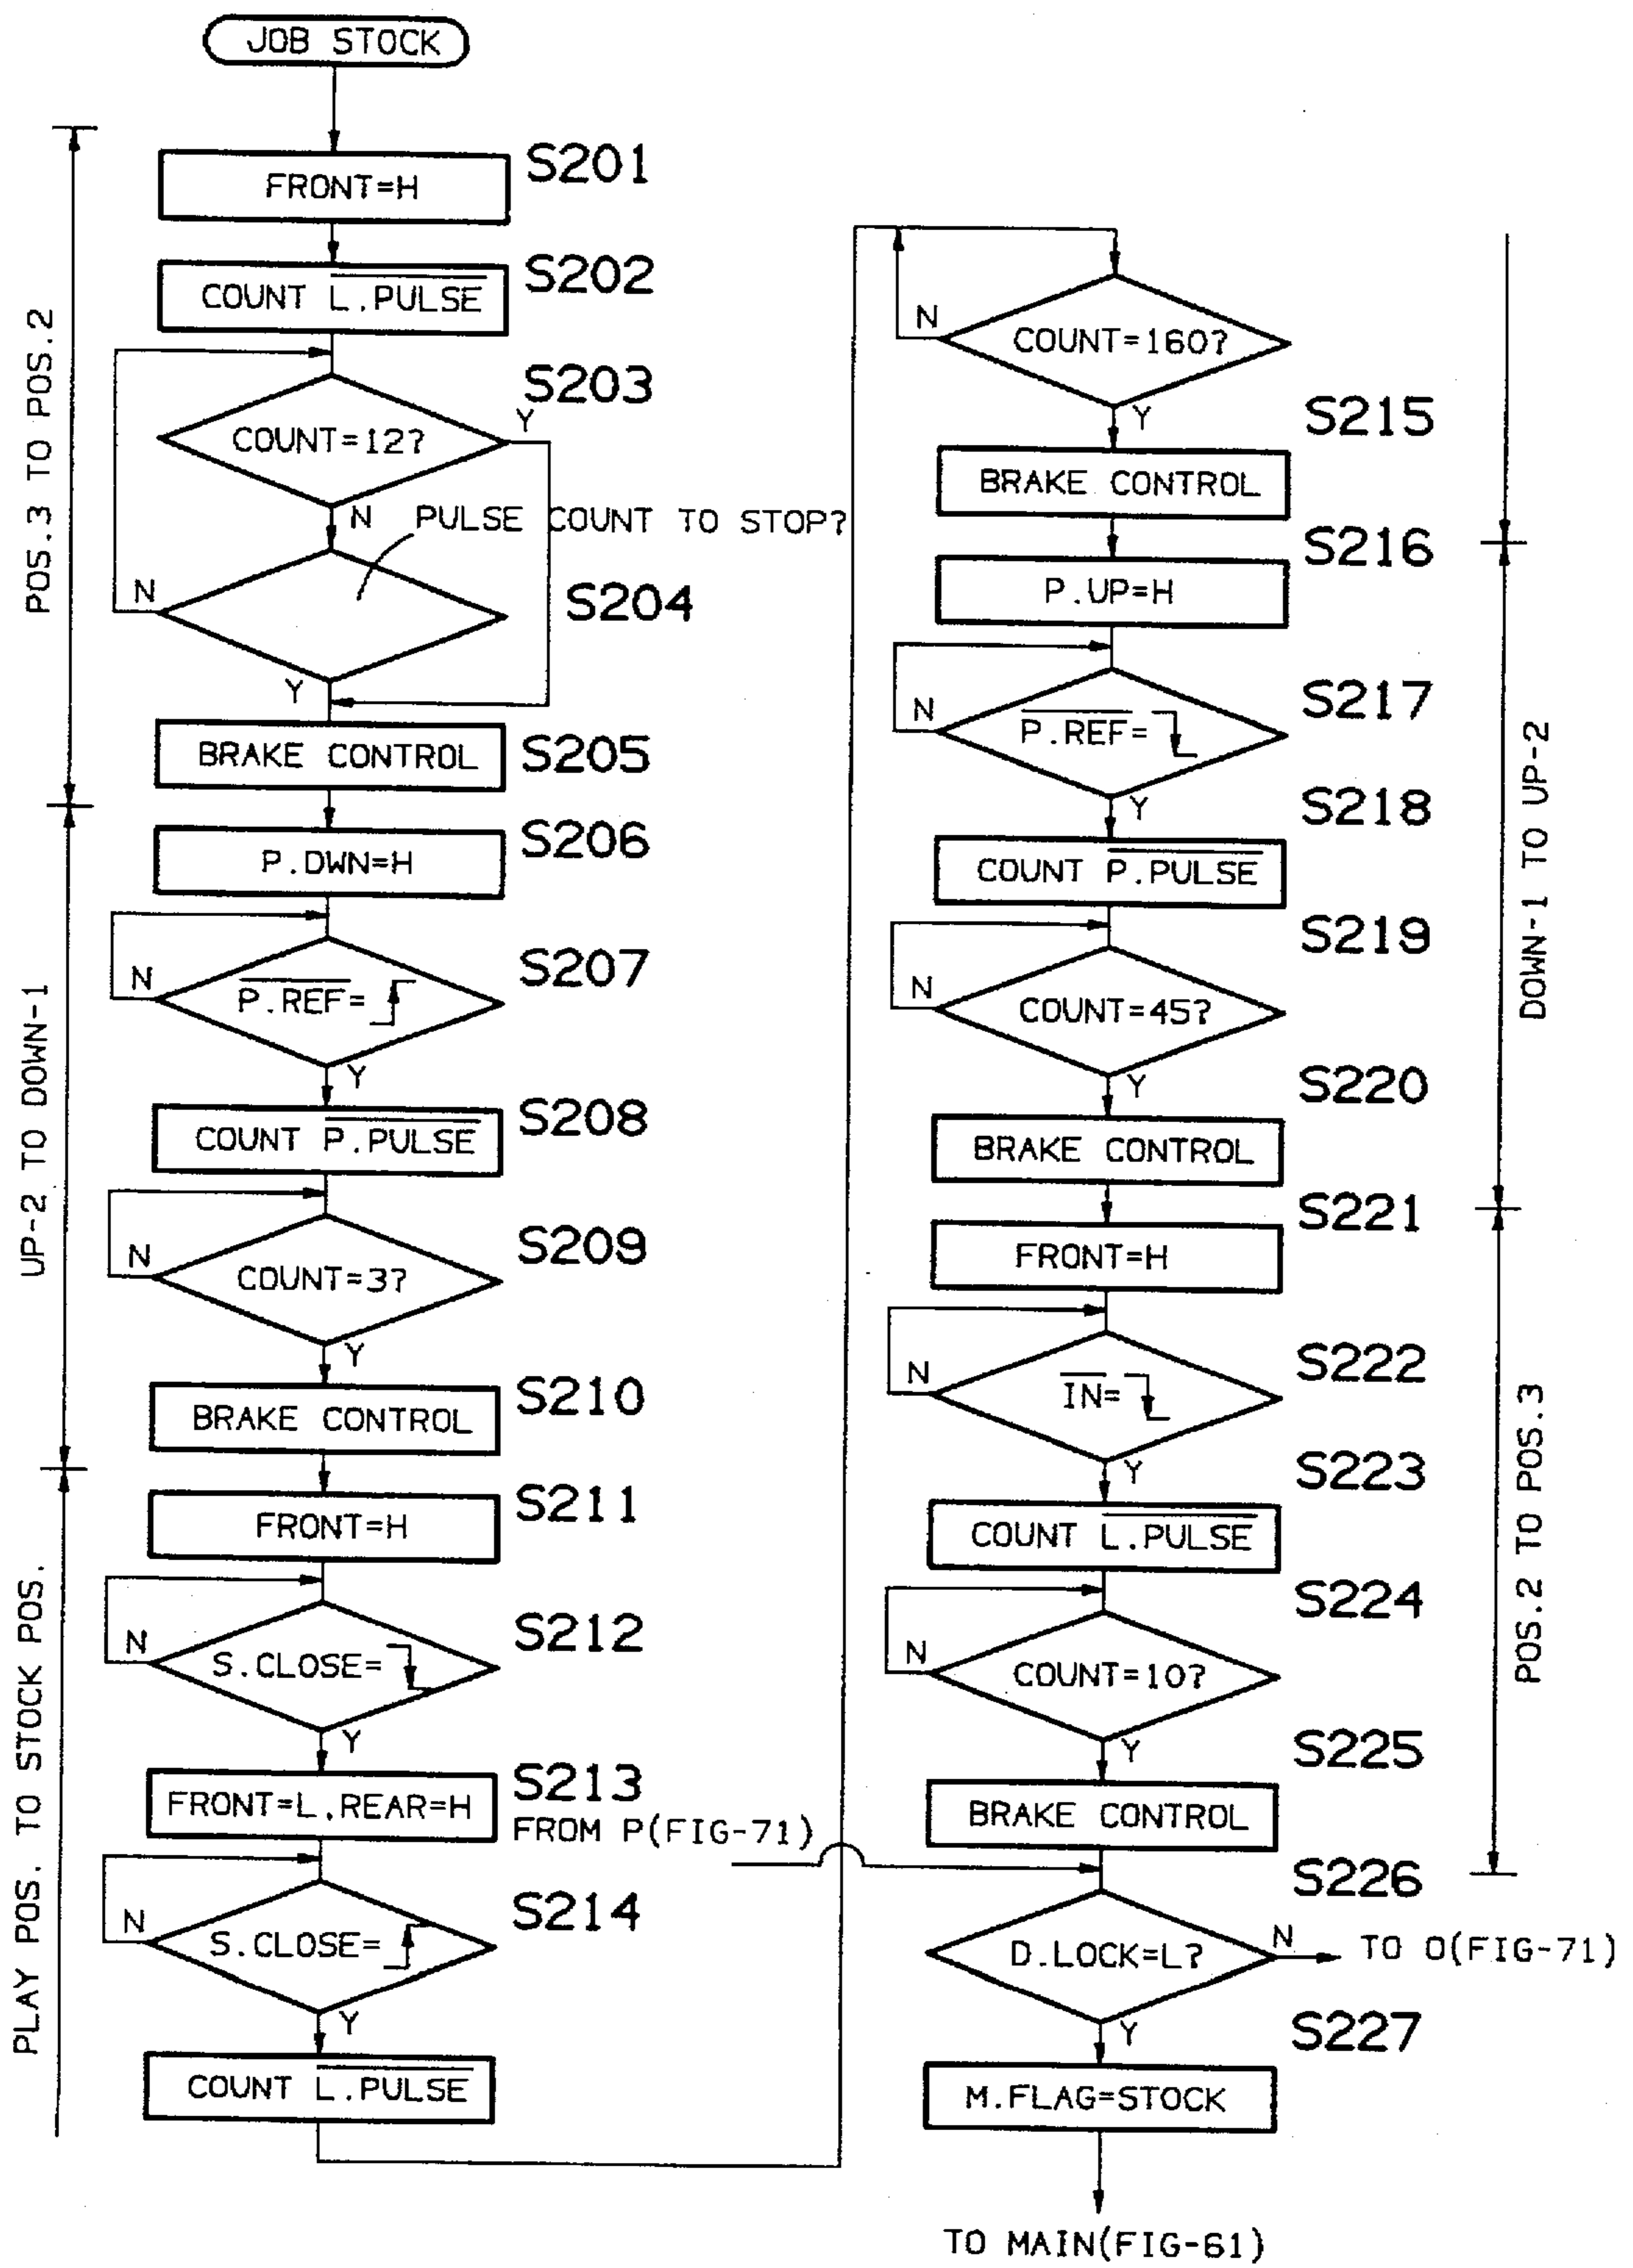 JOB STOCK
POS.3 TO POS.2
FRONT=H
S201
COUNT L.PULSE
S202
S203
COUNT=12?
Y
N
PULSE COUNT TO STOP?
N
S204
Y
BRAKE CONTROL
S205
UP-2 TO DOWN-1
P.DWN=H
S206
S207
N
P.REF=
Y
COUNT P.PULSE
S208
S209
N
COUNT=3?
Y
BRAKE CONTROL
S210
PLAY POS. TO STOCK POS.
FRONT=H
S211
S212
N
S.CLOSE=
Y
FRONT=L,REAR=H
S213
FROM P(FIG-71)
S214
N
S.CLOSE=
Y
COUNT L.PULSE
N
COUNT=160?
Y
S215
BRAKE CONTROL
DOWN-1 TO UP-2
S216
P.UP=H
S217
N
P.REF=
Y
S218
COUNT P.PULSE
S219
N
COUNT=45?
Y
S220
BRAKE CONTROL
POS.2 TO POS.3
S221
FRONT=H
S222
N
IN=
Y
S223
COUNT L.PULSE
S224
N
COUNT=10?
Y
S225
BRAKE CONTROL
S226
D.LOCK=L?
N
TO O(FIG-71)
Y
S227
M.FLAG=STOCK
TO MAIN(FIG-61)